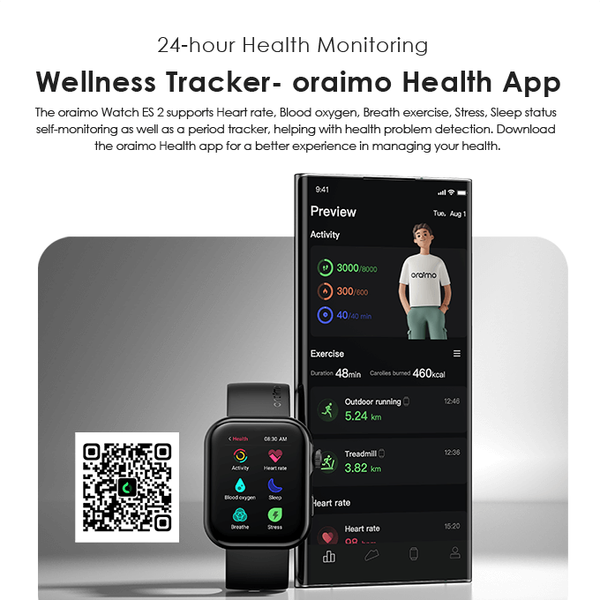 24-hour Health Monitoring
Wellness Tracker- oraimo Health App
The oraimo Watch ES 2 supports Heart rate, Blood oxygen, Breath exercise, Stress, Sleep status
self-monitoring as well as a period tracker, helping with health problem detection. Download
the oraimo Health app for a better experience in managing your health.
9:41
Preview
Tue, Aug 1
Activity
3000/8000
oraimo
300/600
40/40 min
Exercise
Duration 48min Carolies burned 460kcal
Outdoor running 12:46
5.24 km
Treadmill 12:36
3.82 km
Heart rate
Heart rate 15:20
98
oraimo
< Health 08:30 AM
Activity Heart rate
Blood oxygen Sleep
Breathe Stress